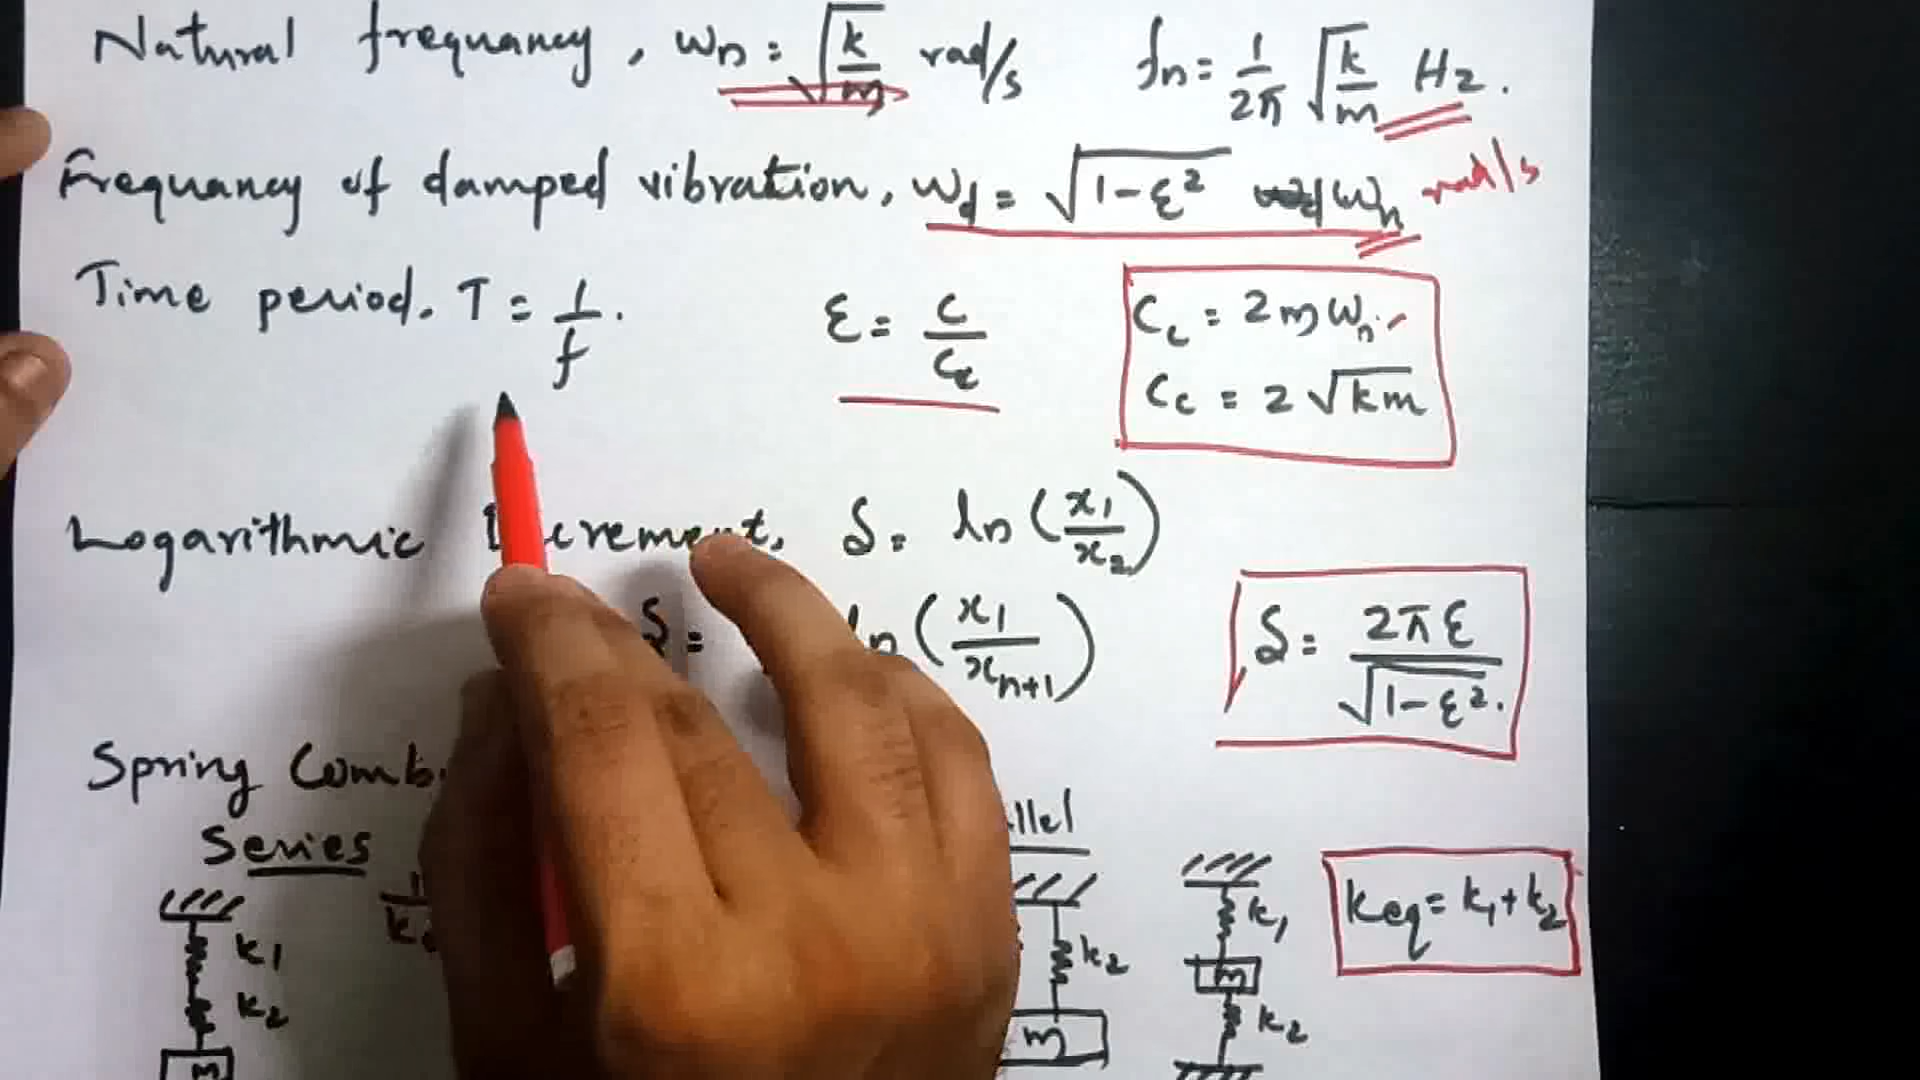 Natural frequancy, ωn = √(k/m) rad/s fn = 1/2π √(k/m) Hz.
Frequancy of damped vibration, ωd = √(1-ε²) ωn rad/s
Time period. T = 1/f. ε = c/cc
Cc = 2mωn
Cc = 2√km
Logarithmic crement, δ = ln(x1/x2)
δ = ln(x1/xn+1)
δ = 2πε/√(1-ε²).
Spring Comb
Series llel
k1
k2
m
k2
m
k1
m
k2
keq = k1+k2